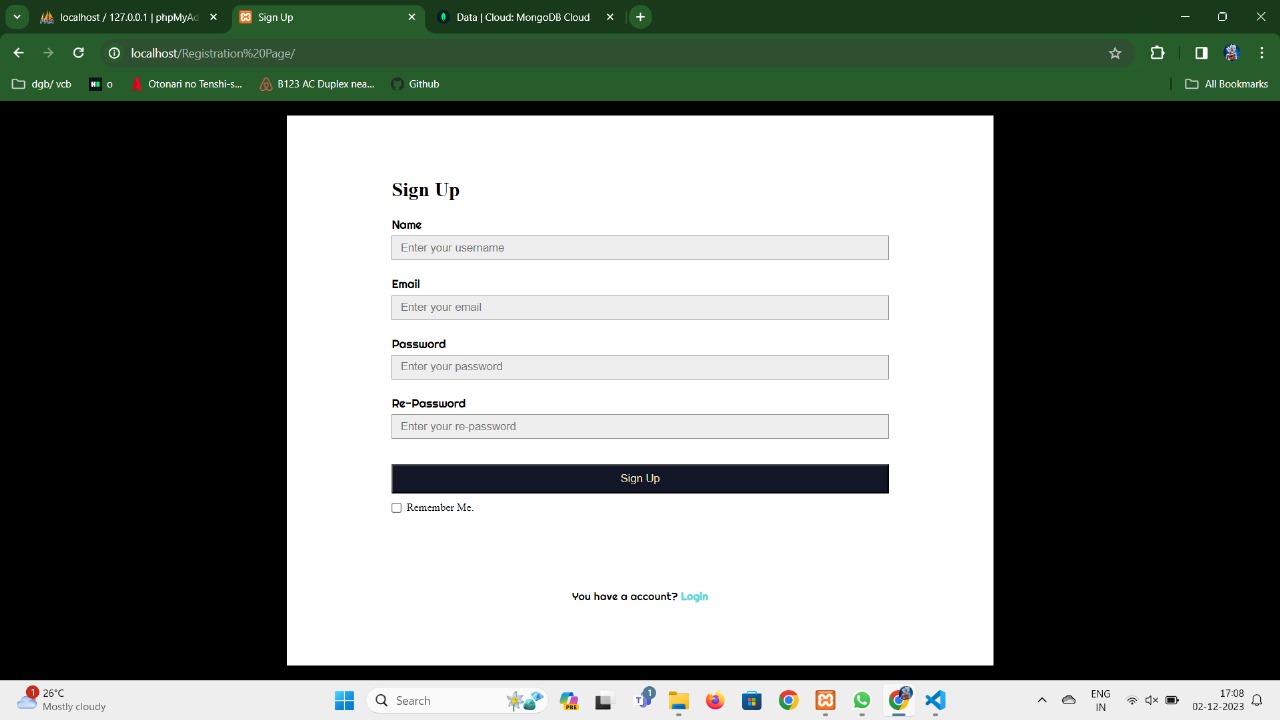 localhost / 127.0.0.1 | phpMyAd
Sign Up
Data | Cloud: MongoDB Cloud
localhost/Registration%20Page/
dgb/ vcb
o
Otonari no Tenshi-s...
B123 AC Duplex nea...
Github
All Bookmarks
Sign Up
Name
Enter your username
Email
Enter your email
Password
Enter your password
Re-Password
Enter your re-password
Sign Up
Remember Me.
You have a account? Login
1
26°C
Mostly cloudy
Search
PRE
1
ENG
IN
17:08
02-12-2023